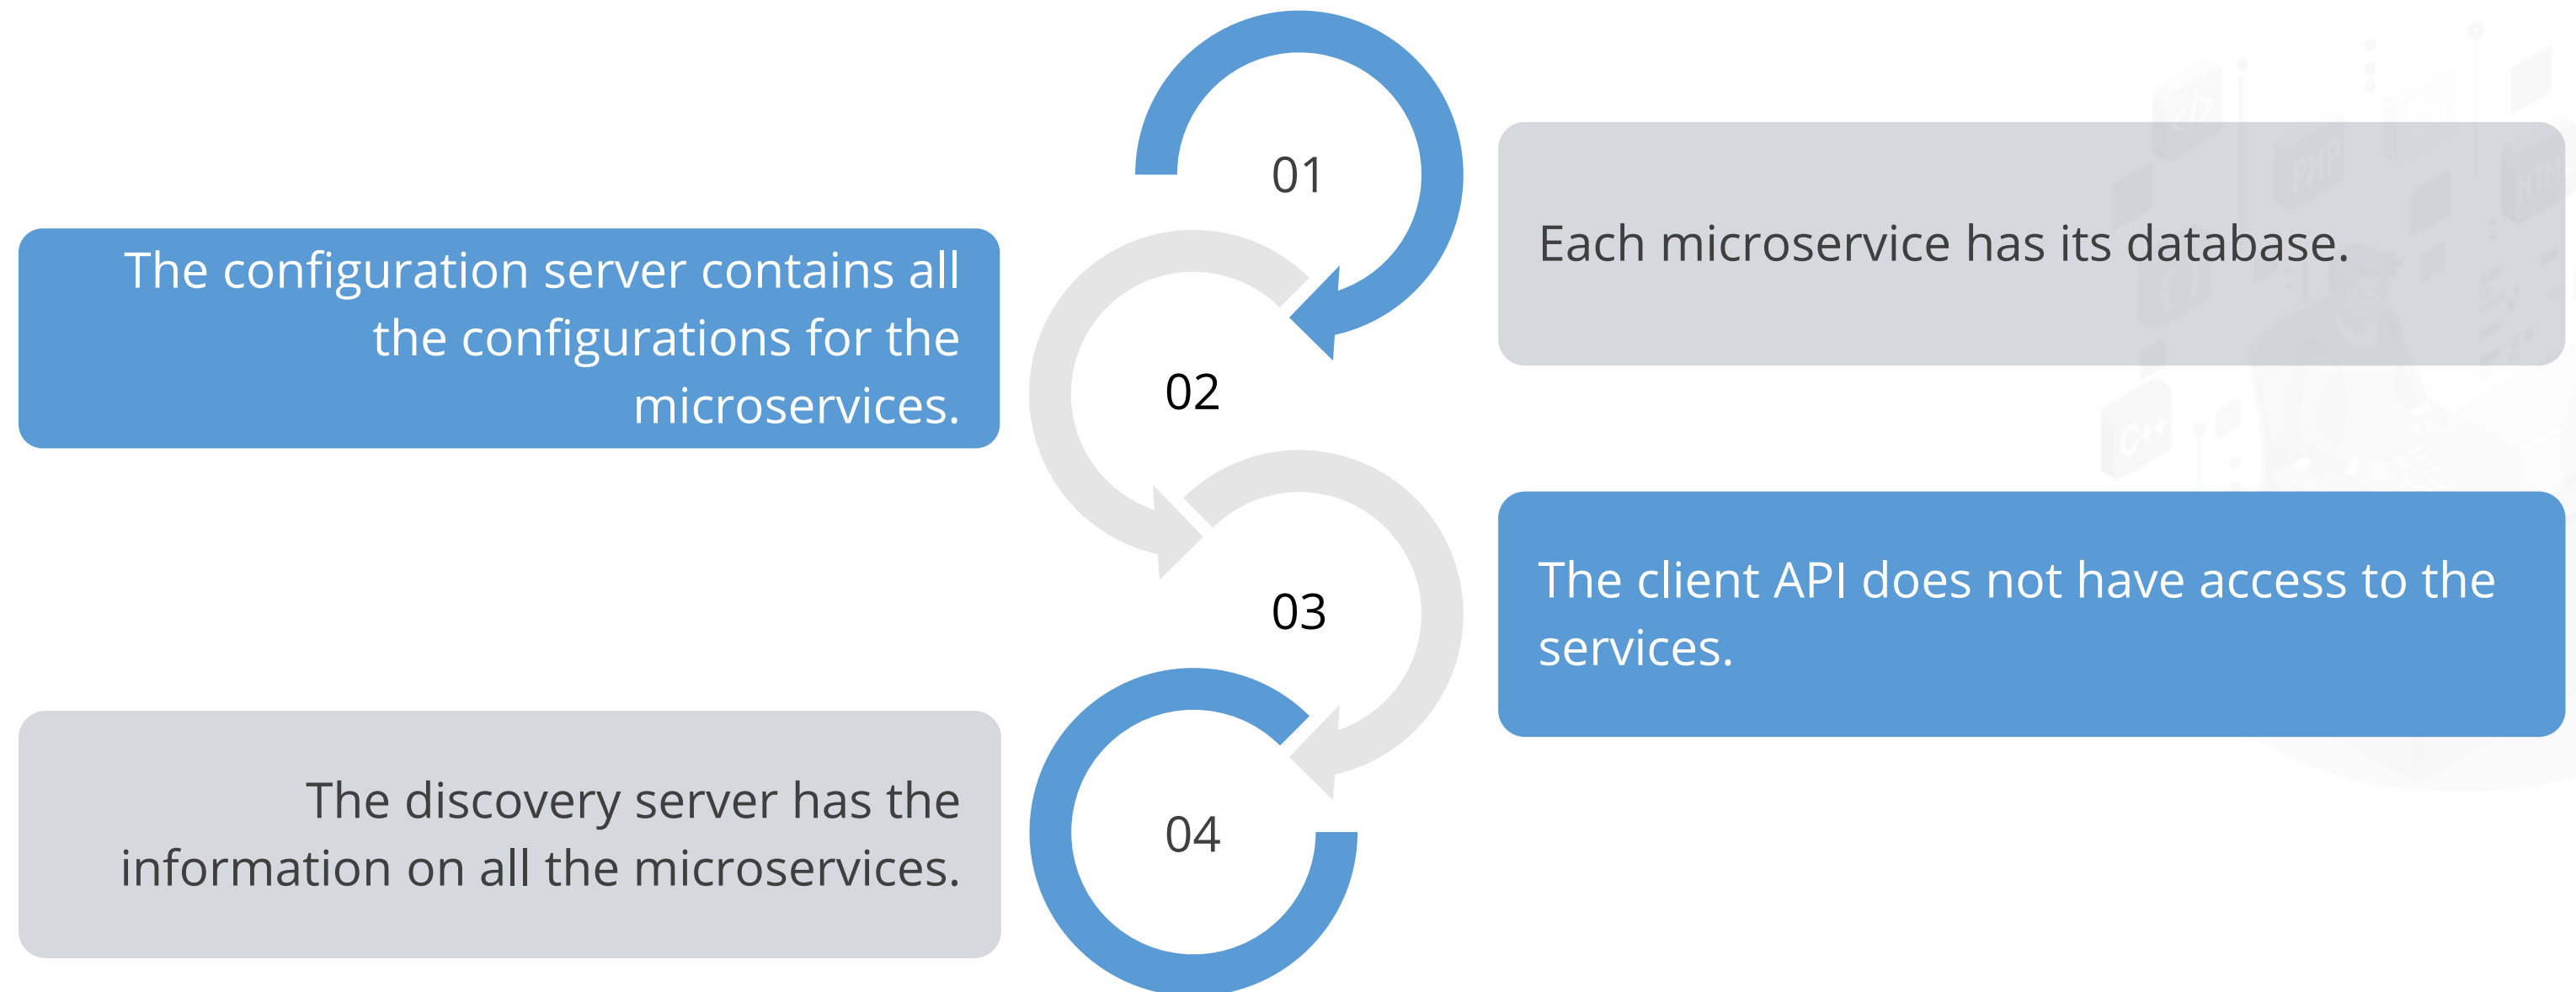 01
Each microservice has its database.
The configuration server contains all
the configurations for the
microservices.
02
03
The client API does not have access to the
services.
The discovery server has the
information on all the microservices.
04